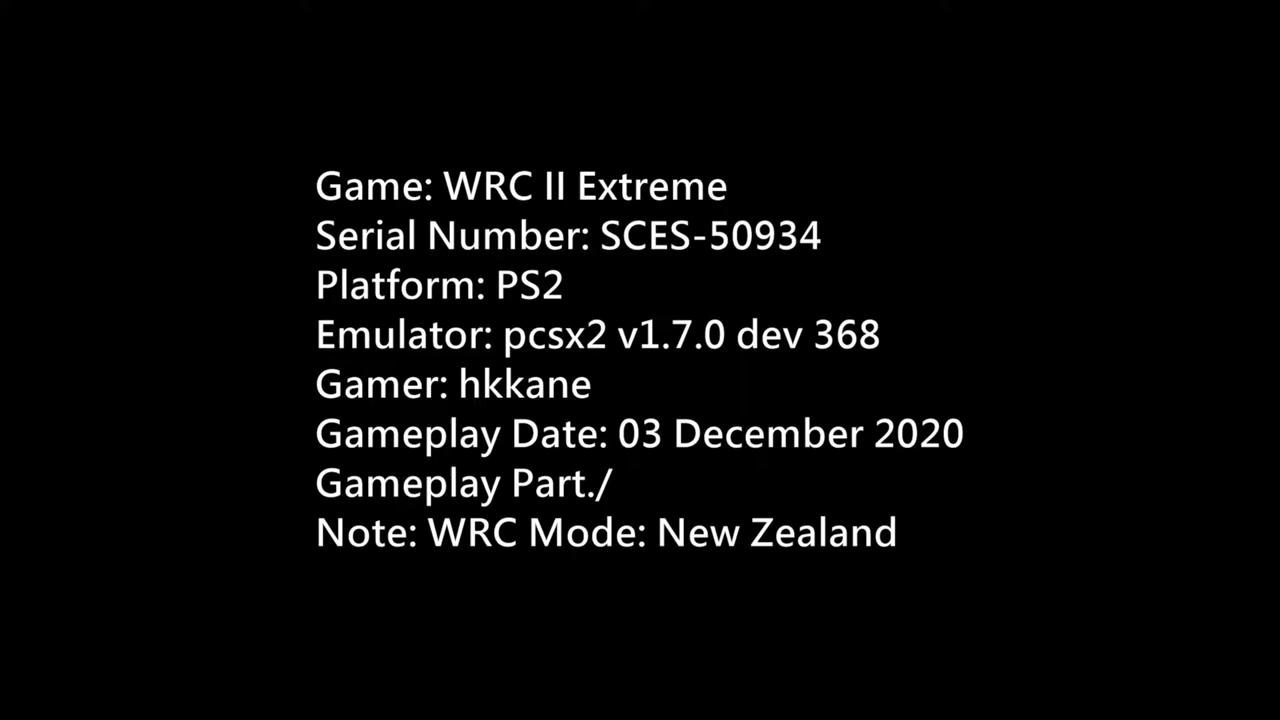 Game: WRC II Extreme
Serial Number: SCES-50934
Platform: PS2
Emulator: pcsx2 v1.7.0 dev 368
Gamer: hkkane
Gameplay Date: 03 December 2020
Gameplay Part./
Note: WRC Mode: New Zealand